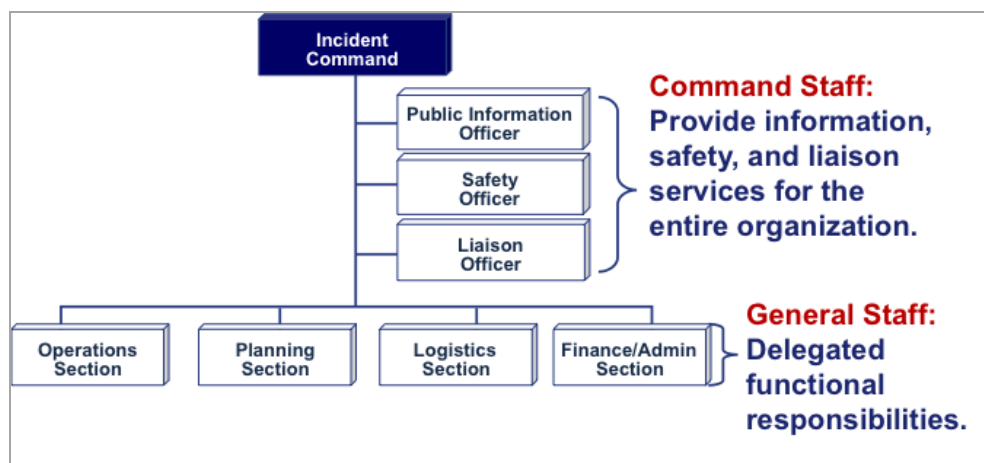 Incident
Command
Public Information
Officer
Safety
Officer
Liaison
Officer
Command Staff:
Provide information,
safety, and liaison
services for the
entire organization.
Operations
Section
Planning
Section
Logistics
Section
Finance/Admin
Section
General Staff:
Delegated
functional
responsibilities.